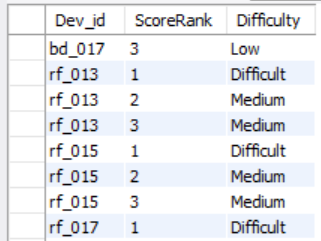 Dev_id ScoreRank Difficulty
bd_017 3 Low
rf_013 1 Difficult
rf_013 2 Medium
rf_013 3 Medium
rf_015 1 Difficult
rf_015 2 Medium
rf_015 3 Medium
rf_017 1 Difficult